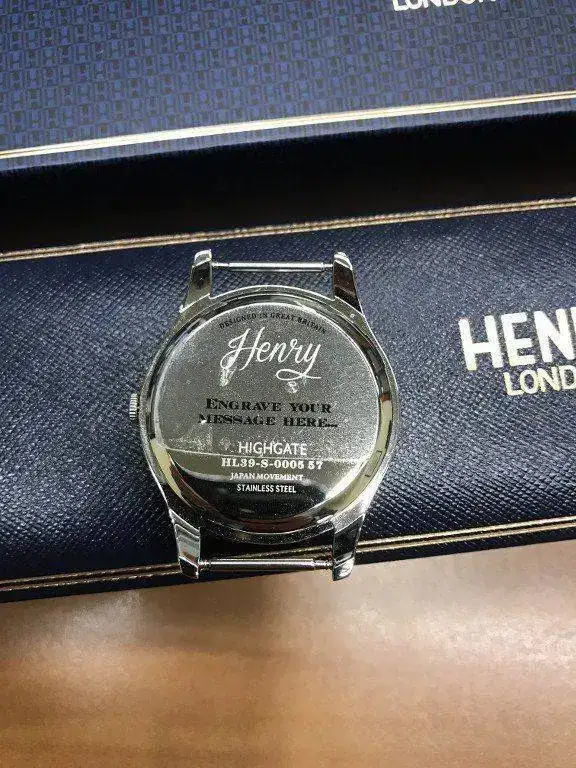 LONDON
HEN
LOND
DESIGNED IN GREAT BRITAIN
Henry
ENGRAVE YOUR
MESSAGE HERE...
HIGHGATE
HL39-S-0005 57
JAPAN MOVEMENT
STAINLESS STEEL